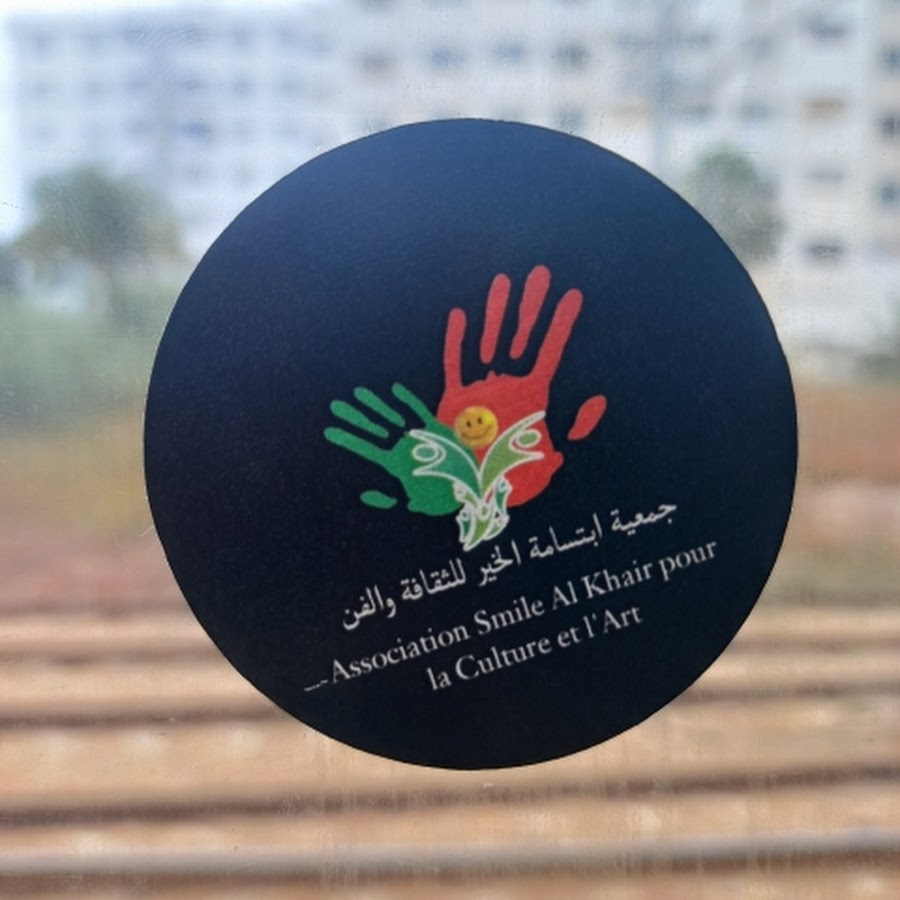 جمعية ابتسامة الخير للثقافة والفن
Association Smile Al Khair pour
la Culture et l'Art